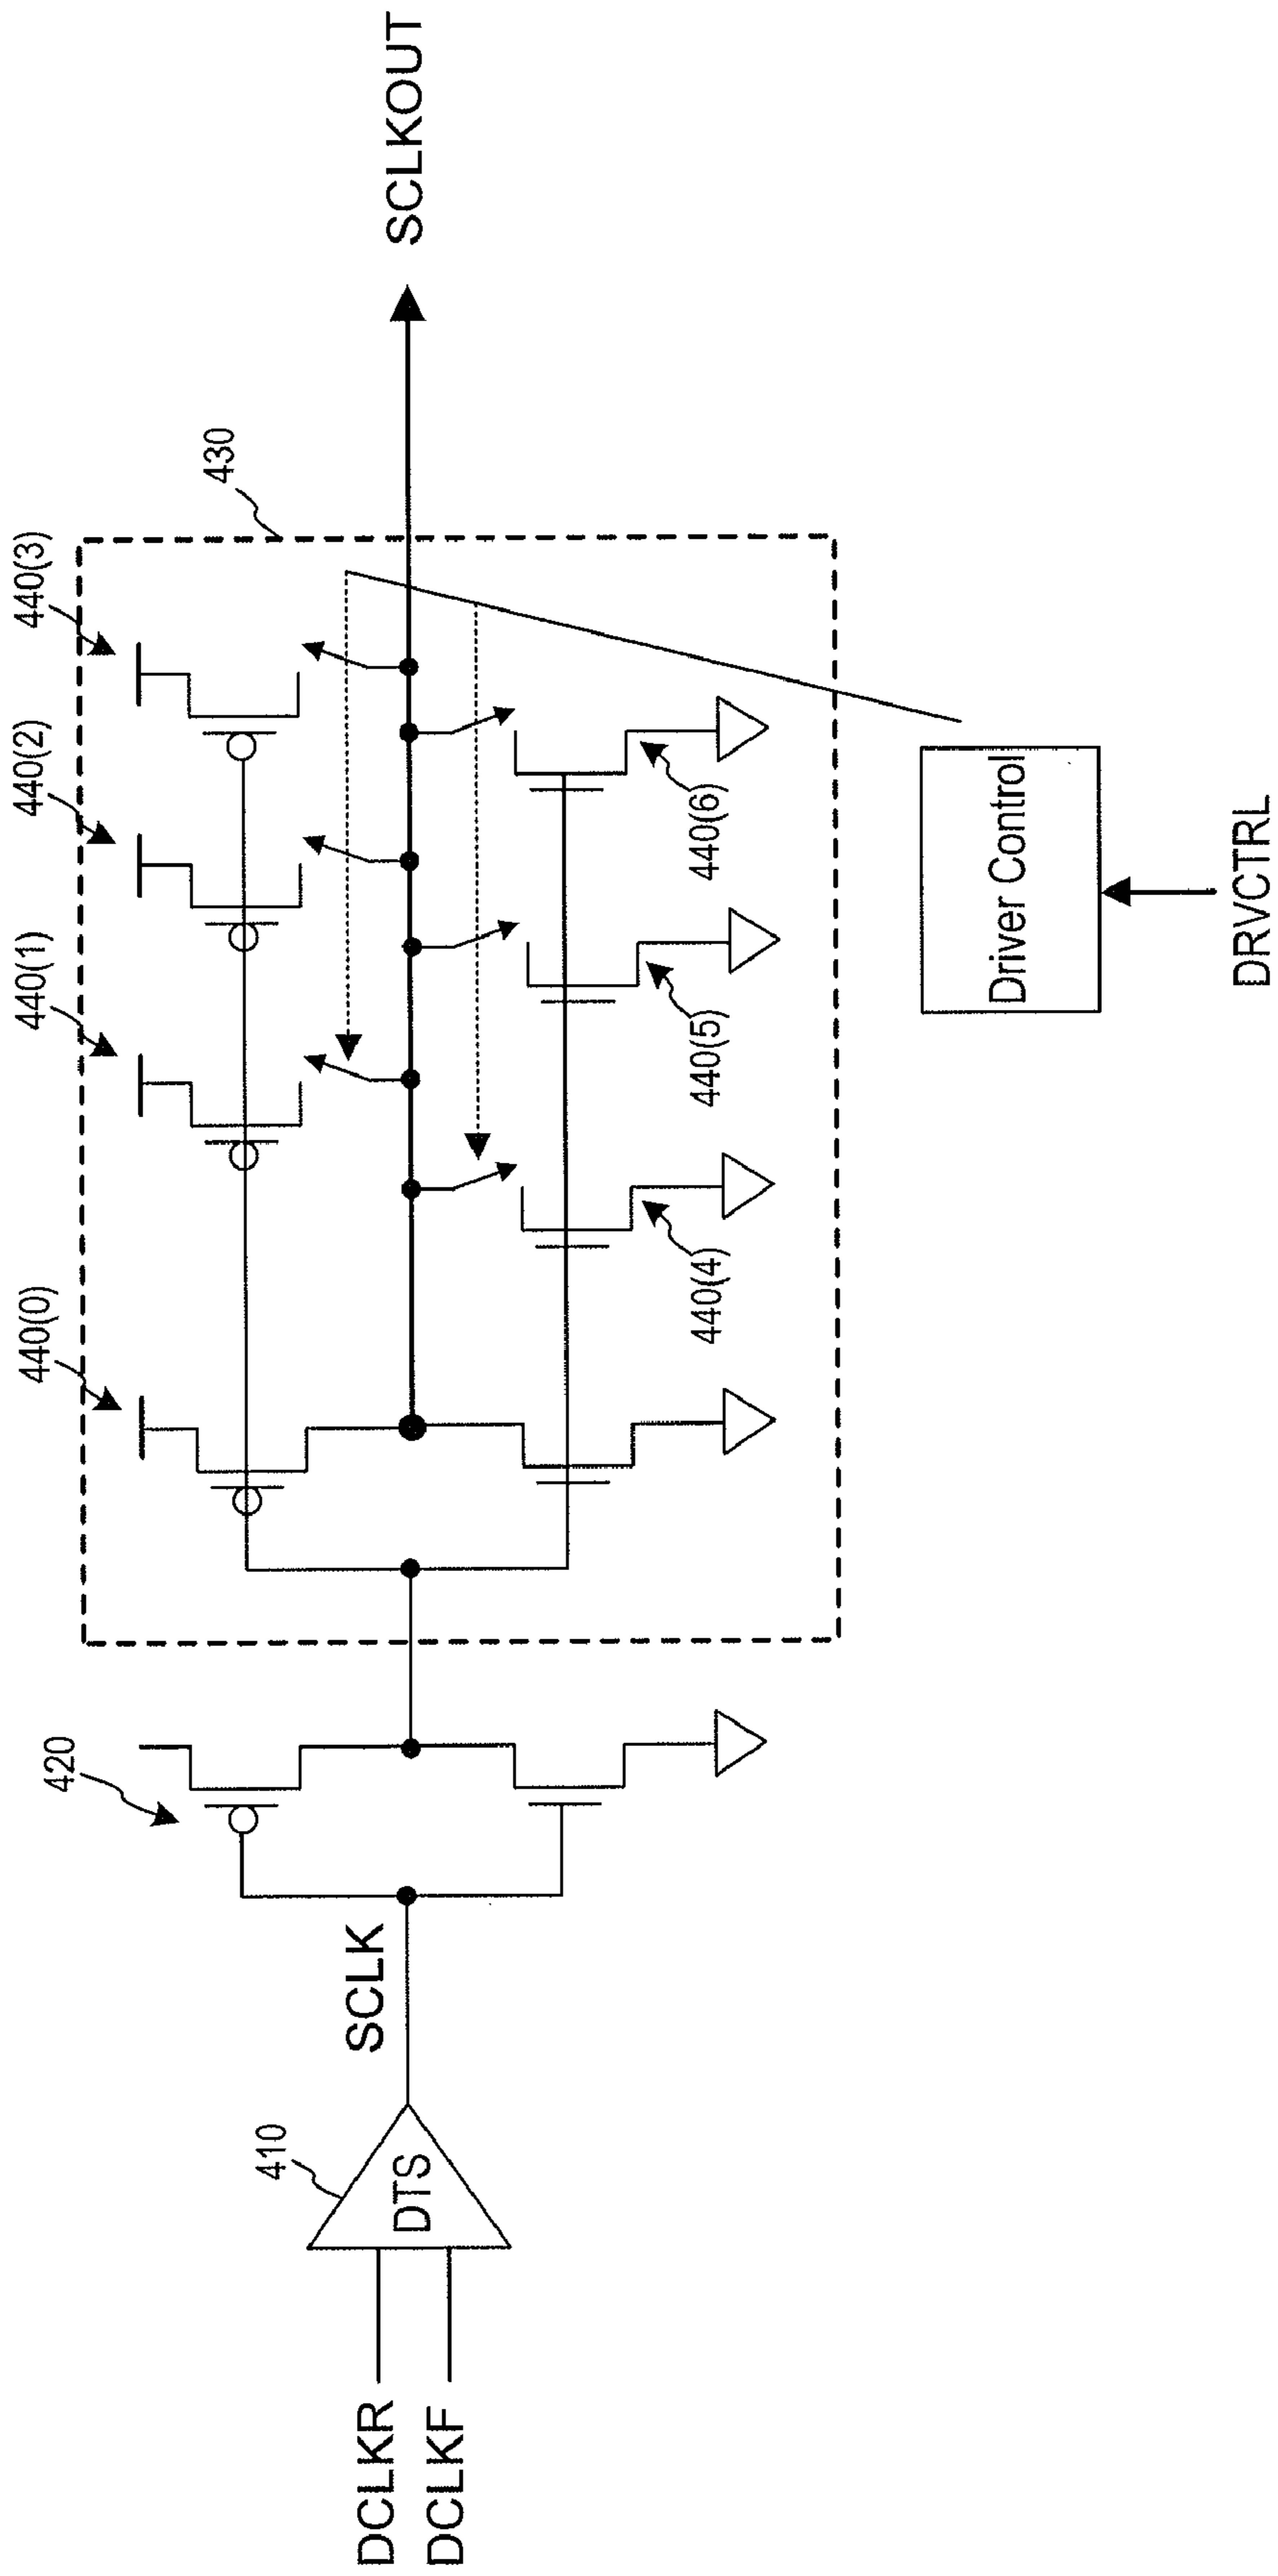 440(0)
440(1)
440(2)
440(3)
430
420
SCLKOUT
SCLK
410
DTS
DCLKR
DCLKF
440(4)
440(5)
440(6)
Driver Control
DRVCTRL